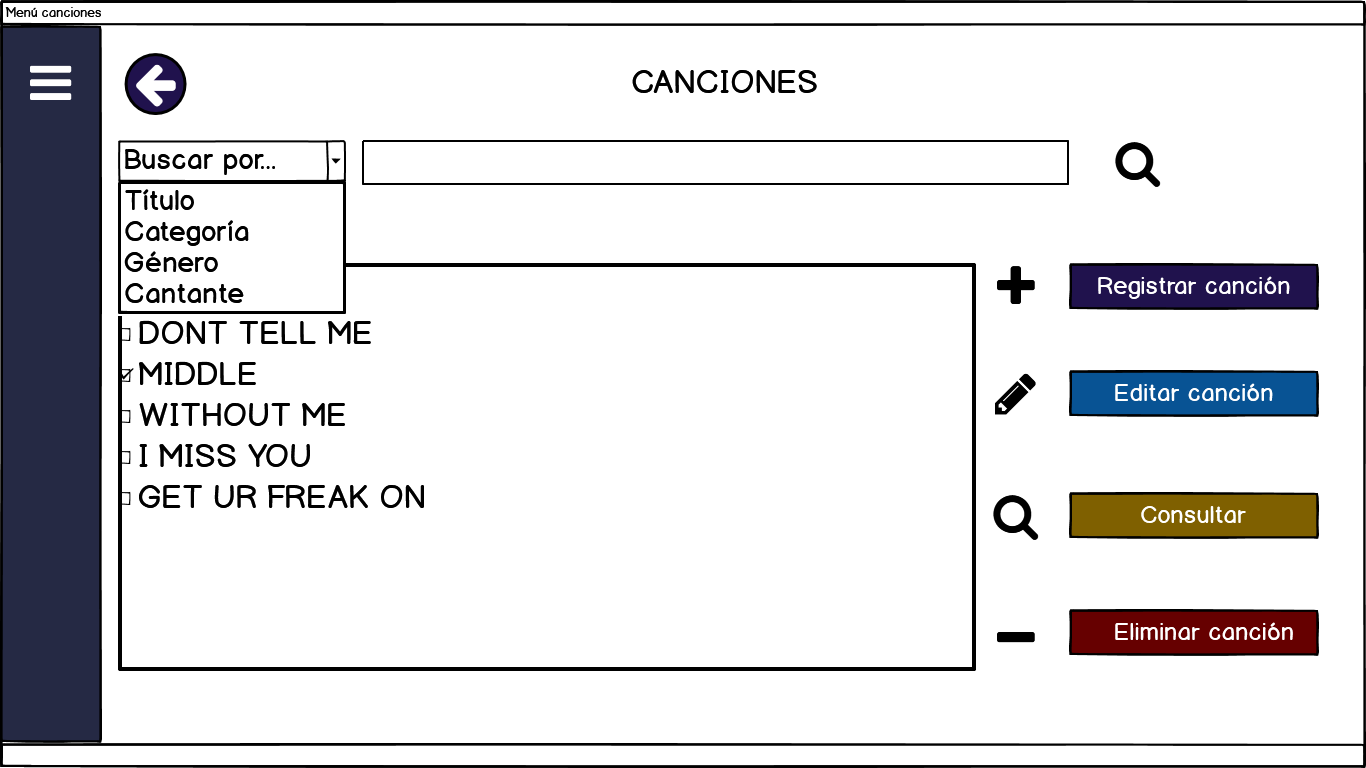 Menú canciones
CANCIONES
Buscar por...
Título
Categoría
Género
Cantante
DONT TELL ME
MIDDLE
WITHOUT ME
I MISS YOU
GET UR FREAK ON
Registrar canción
Editar canción
Consultar
Eliminar canción